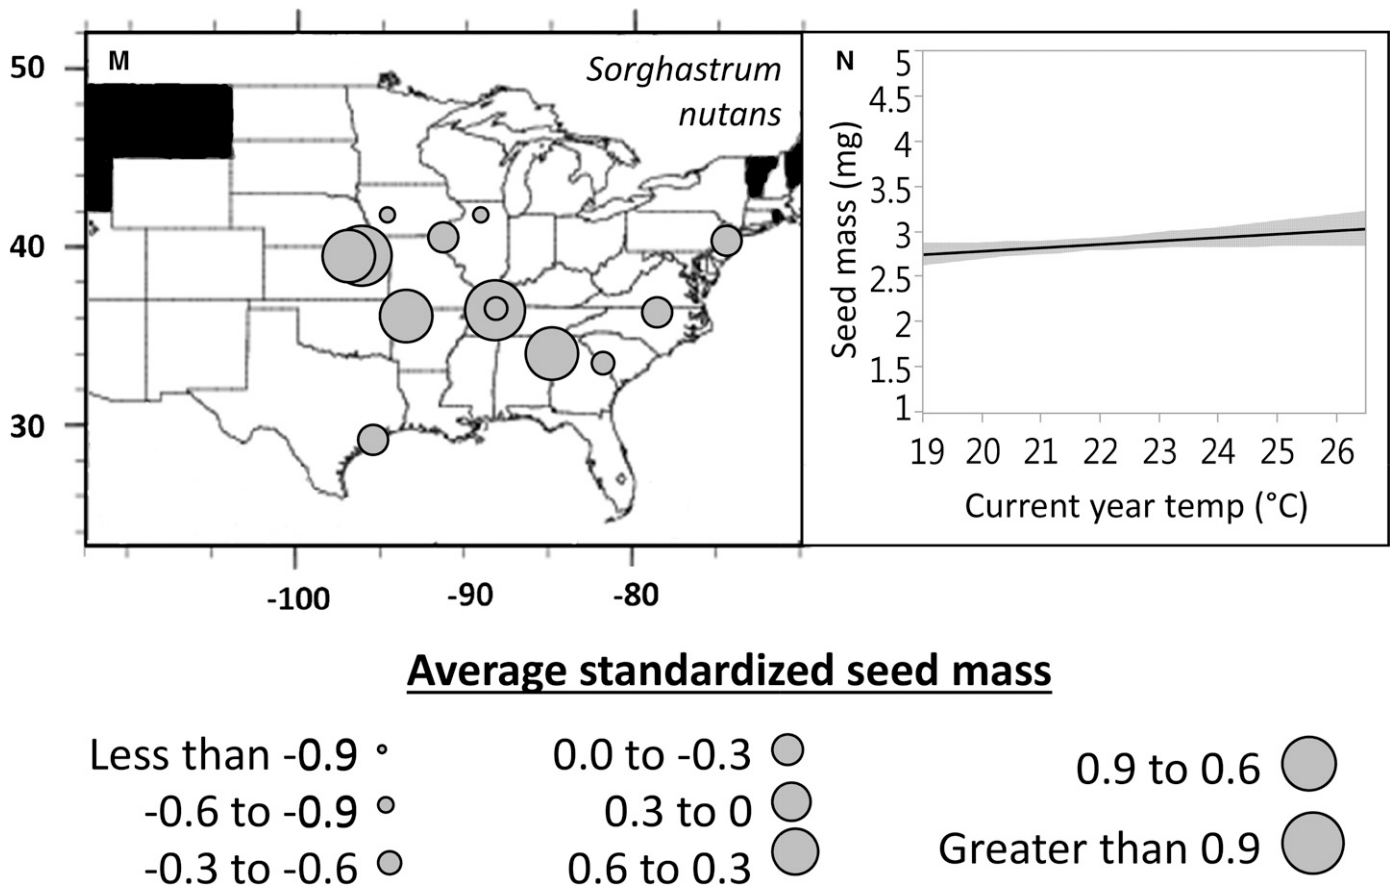 M
Sorghastrum
nutans
50
40
30
-100
-90
-80
N
Seed mass (mg)
5
4.5
4
3.5
3
2.5
2
1.5
1
19 20 21 22 23 24 25 26
Current year temp (°C)
Average standardized seed mass
Less than -0.9
-0.6 to -0.9
-0.3 to -0.6
0.0 to -0.3
0.3 to 0
0.6 to 0.3
0.9 to 0.6
Greater than 0.9